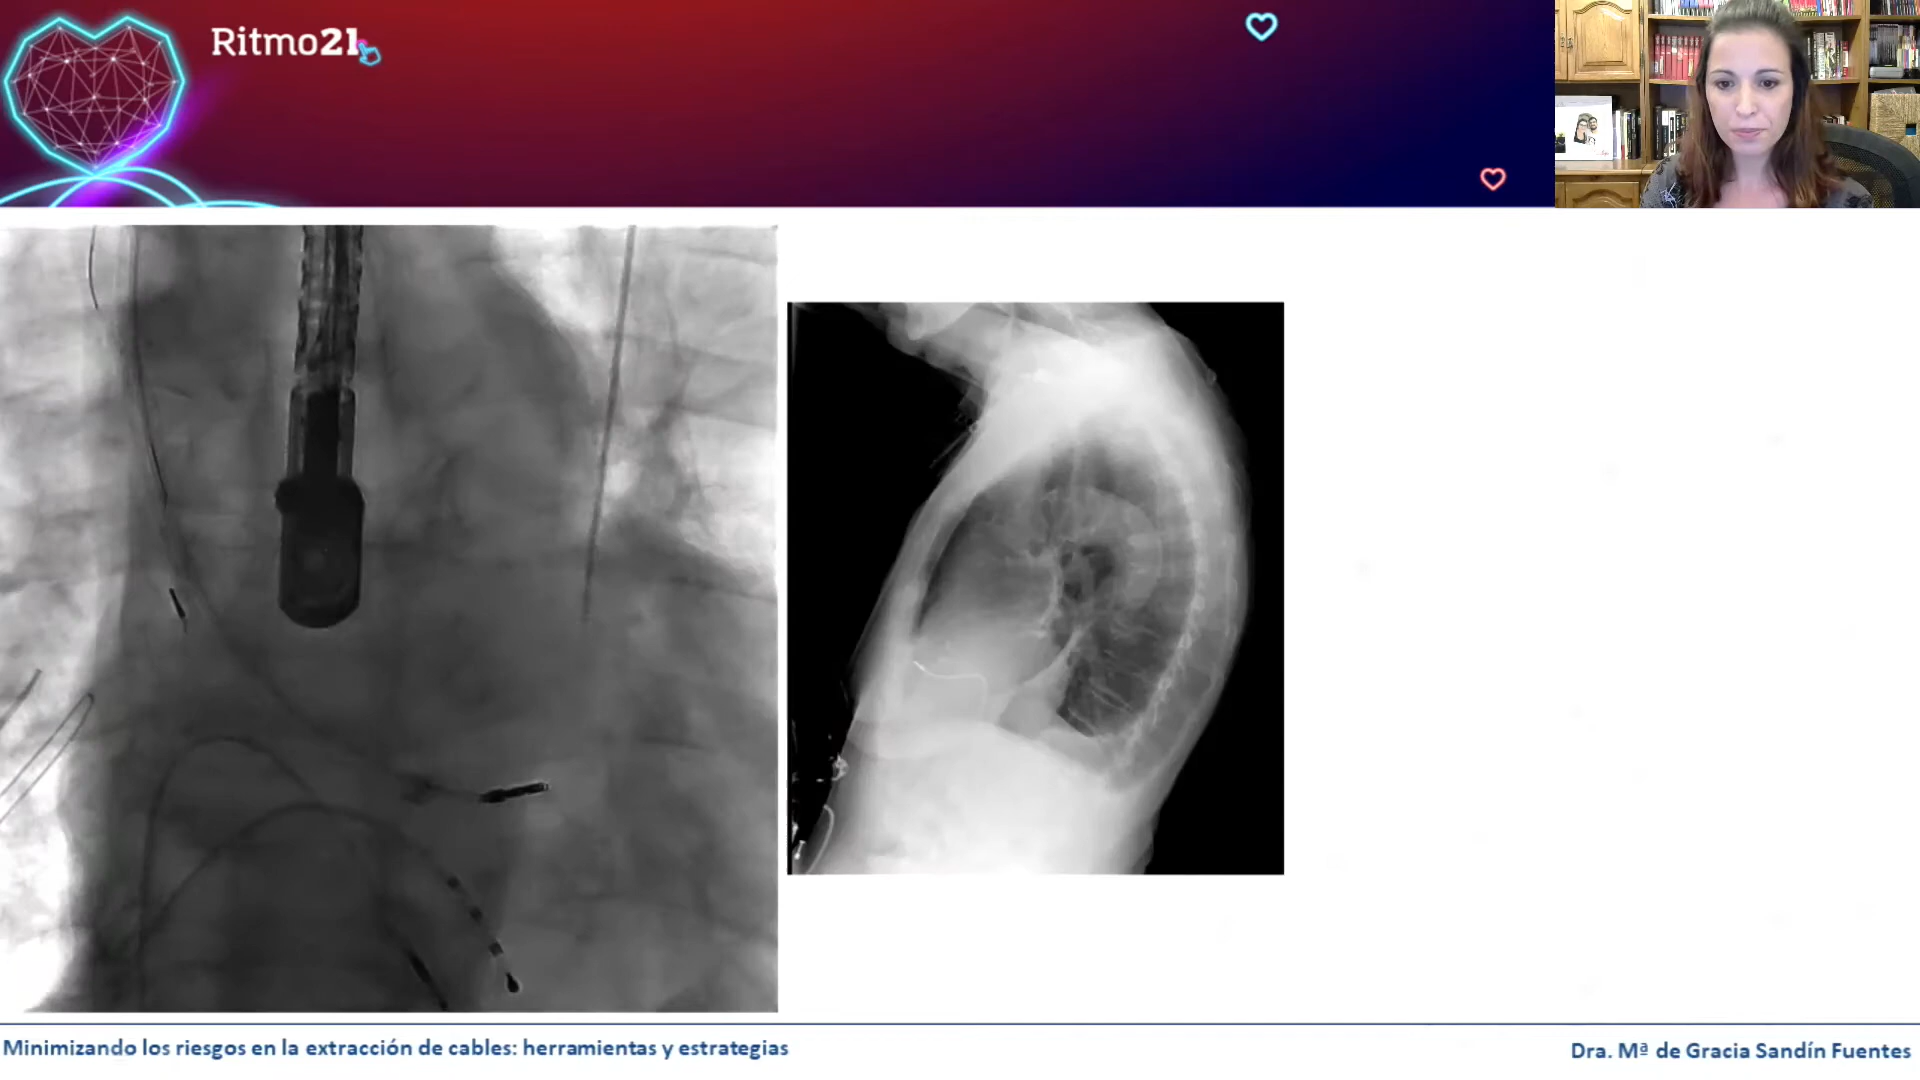 Ritmo21
Minimizando los riesgos en la extracción de cables: herramientas y estrategias
Dra. Mª de Gracia Sandín Fuentes